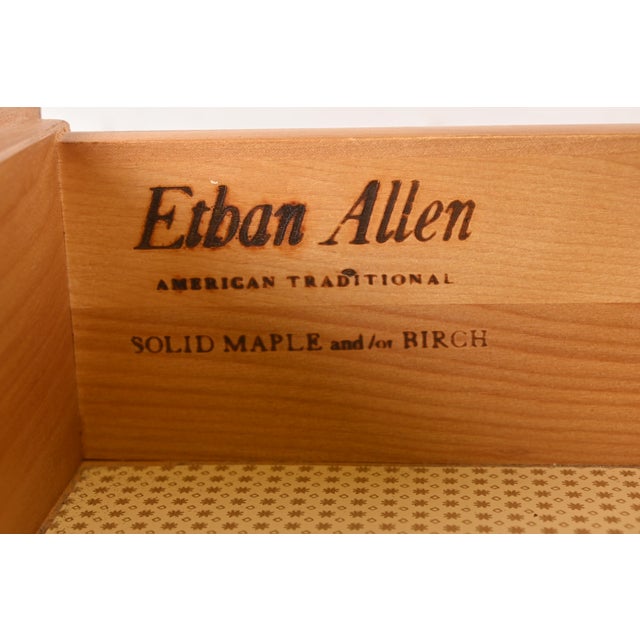 Ethan Allen
AMERICAN TRADITIONAL
SOLID MAPLE and/or BIRCH